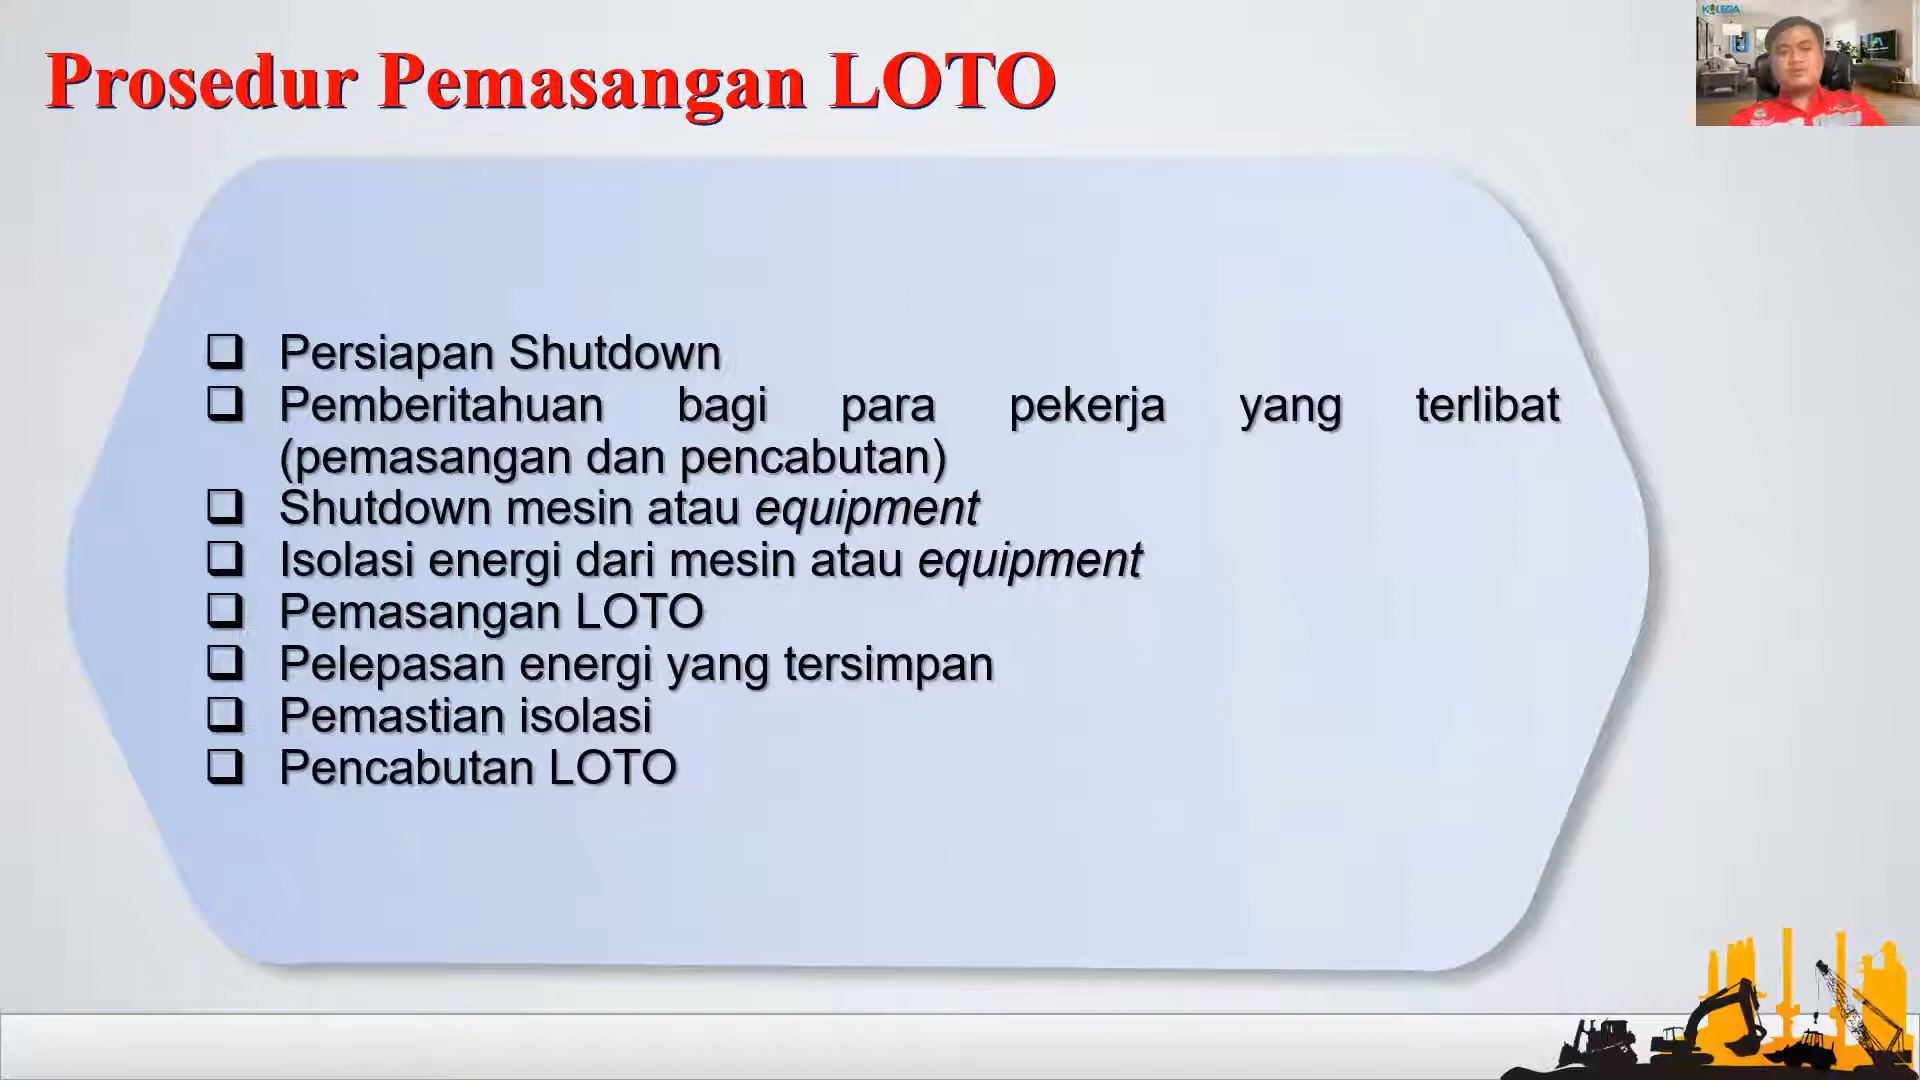 Prosedur Pemasangan LOTO
KOLEGA
❑ Persiapan Shutdown
❑ Pemberitahuan bagi para pekerja yang terlibat
(pemasangan dan pencabutan)
❑ Shutdown mesin atau equipment
❑ Isolasi energi dari mesin atau equipment
❑ Pemasangan LOTO
❑ Pelepasan energi yang tersimpan
❑ Pemastian isolasi
❑ Pencabutan LOTO